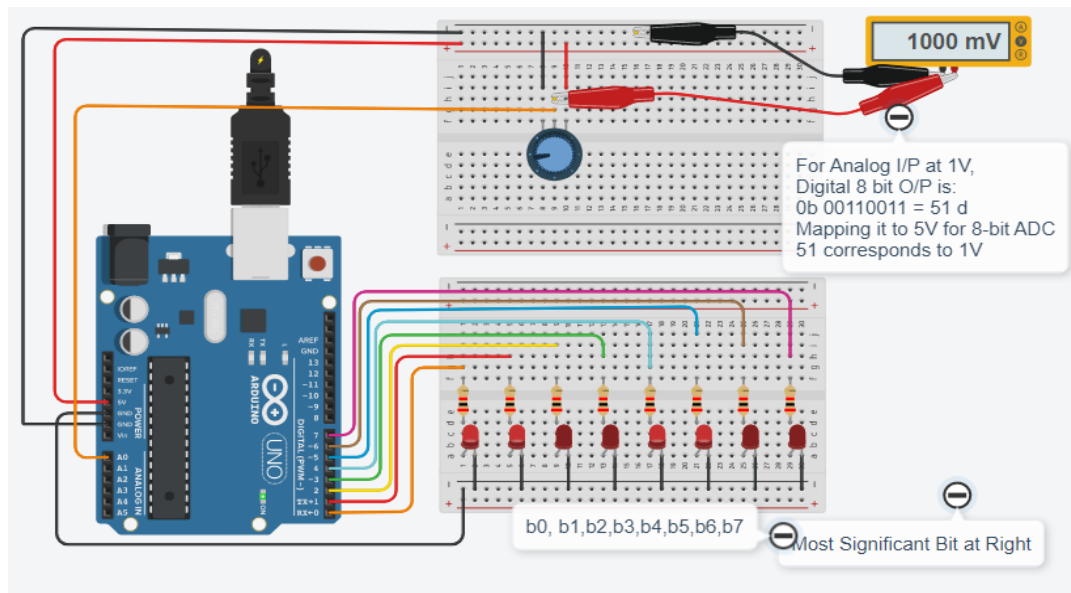 1000 mV
A
V
R
For Analog I/P at 1V,
Digital 8 bit O/P is:
0b 00110011 = 51 d
Mapping it to 5V for 8-bit ADC
51 corresponds to 1V
AREF
GND
13
12
~11
~10
~9
8
7
~6
~5
4
~3
2
TX→1
RX←0
DIGITAL (PWM~)
RX
TX
L
ARDUINO
UNO
ON
IOREF
RESET
3.3V
5V
GND
GND
Vin
POWER
A0
A1
A2
A3
A4
A5
ANALOG IN
b0, b1,b2,b3,b4,b5,b6,b7
Most Significant Bit at Right